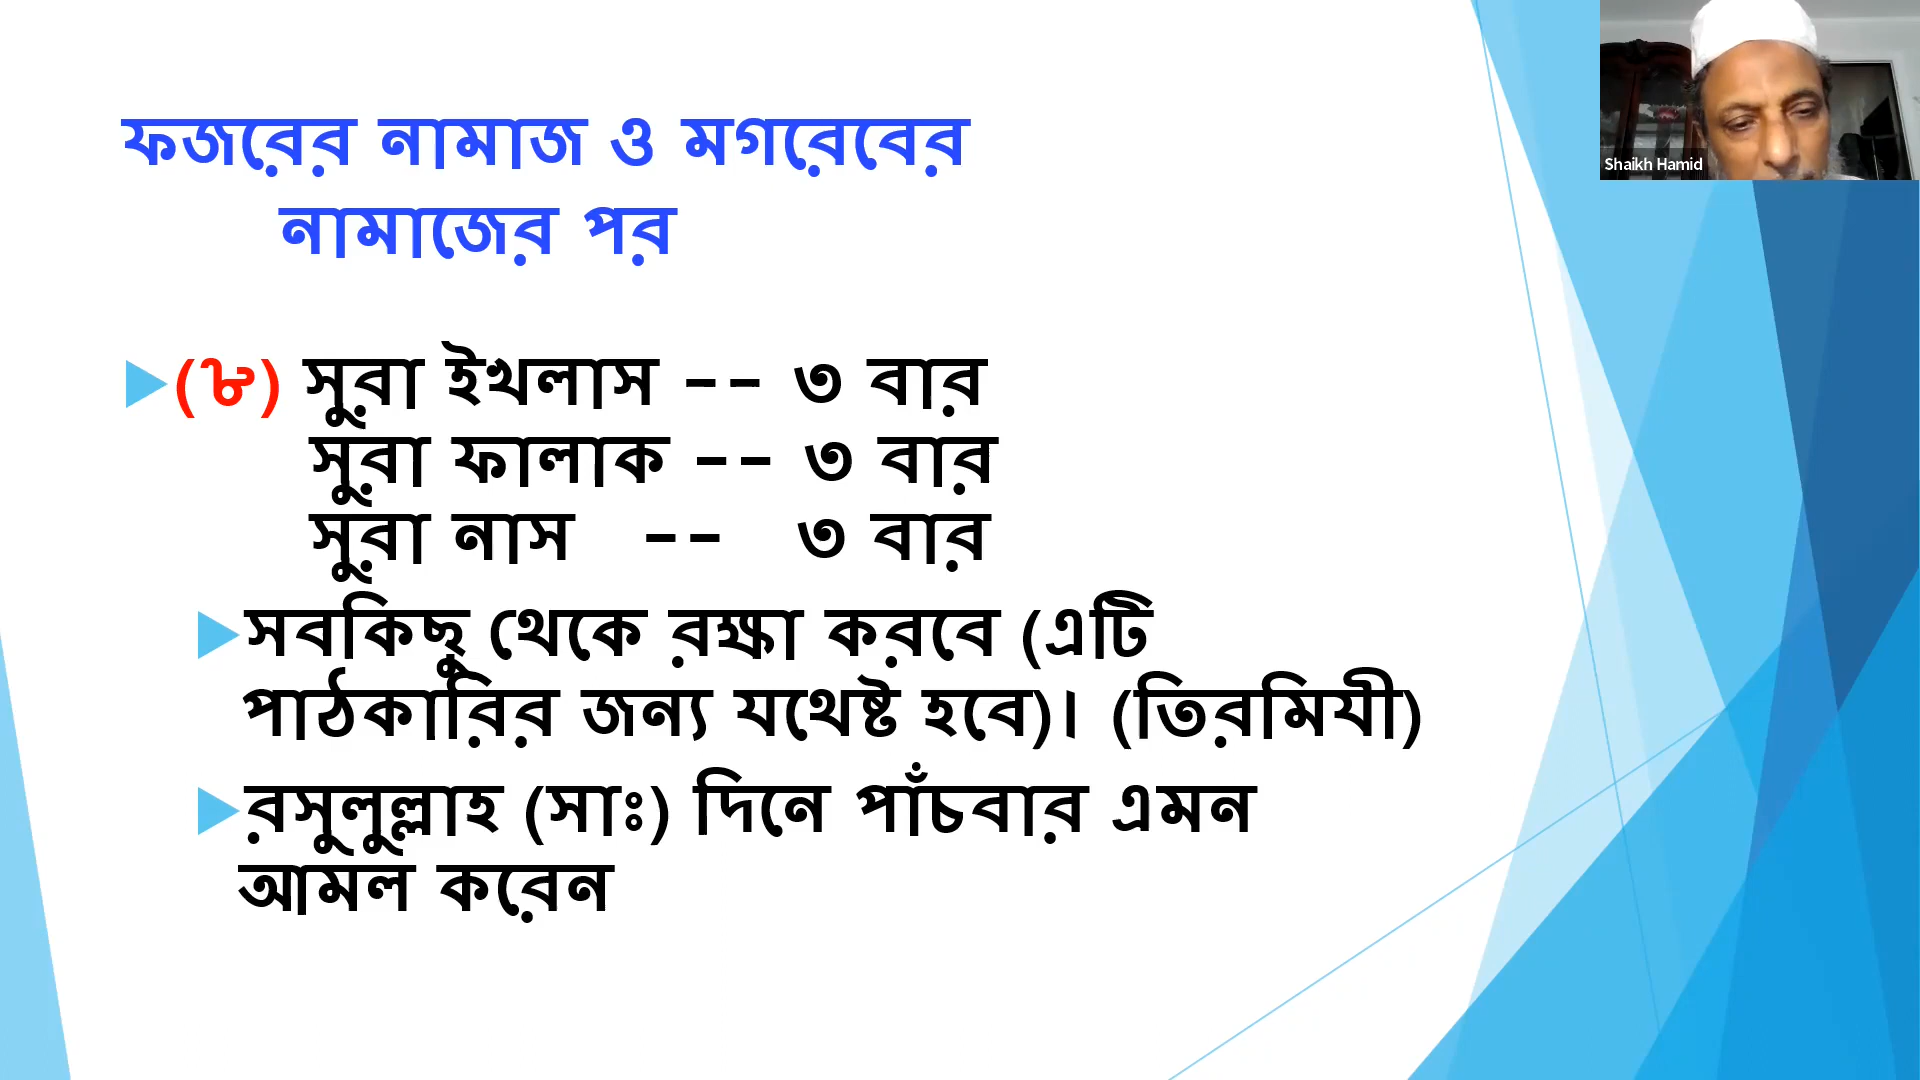 ফজরের নামাজ ও মগরেবের
নামাজের পর
(৮) সুরা ইখলাস -- ৩ বার
সুরা ফালাক -- ৩ বার
সুরা নাস -- ৩ বার
সবকিছু থেকে রক্ষা করবে (এটি
পাঠকারির জন্য যথেষ্ট হবে)। (তিরমিযী)
রসুলুল্লাহ (সাঃ) দিনে পাঁচবার এমন
আমল করেন
Shaikh Hamid